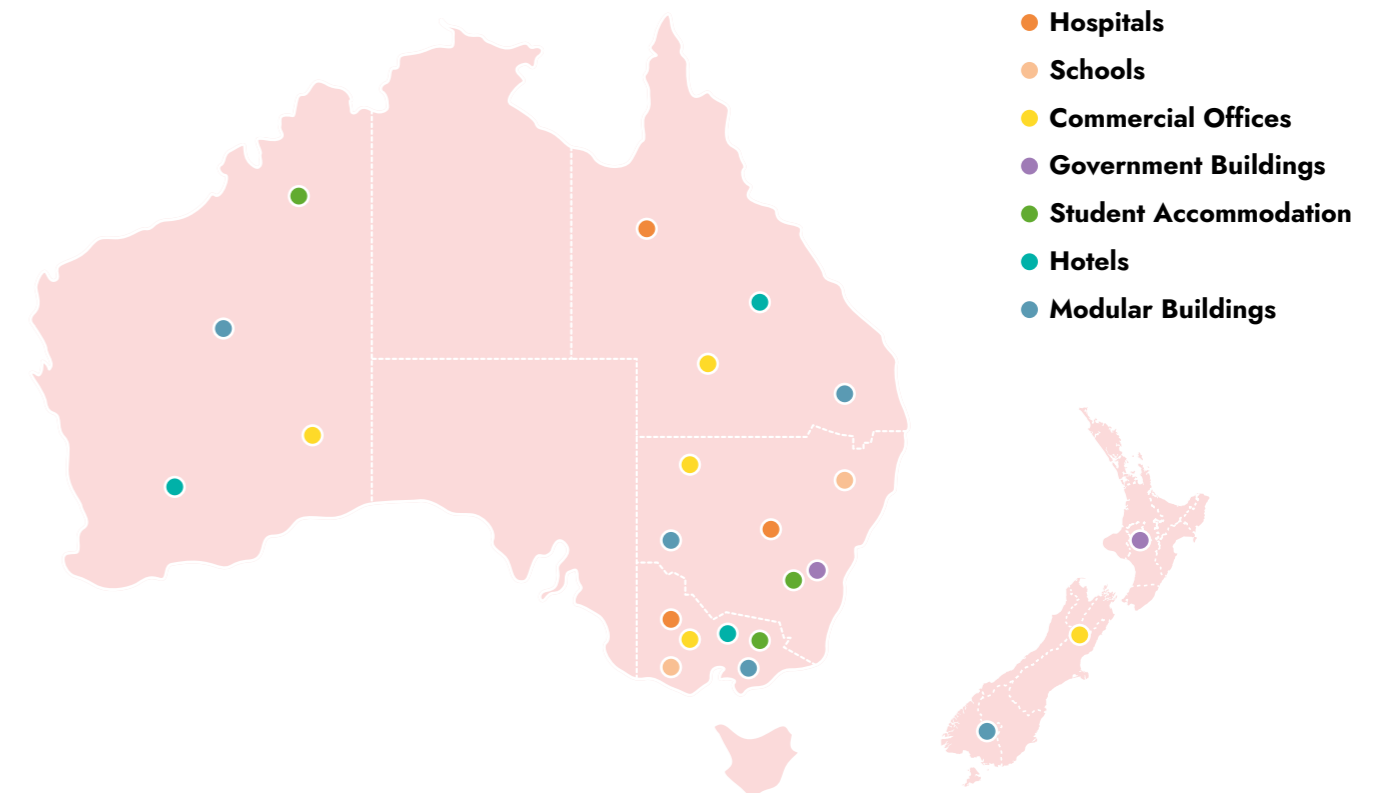 Hospitals
Schools
Commercial Offices
Government Buildings
Student Accommodation
Hotels
Modular Buildings